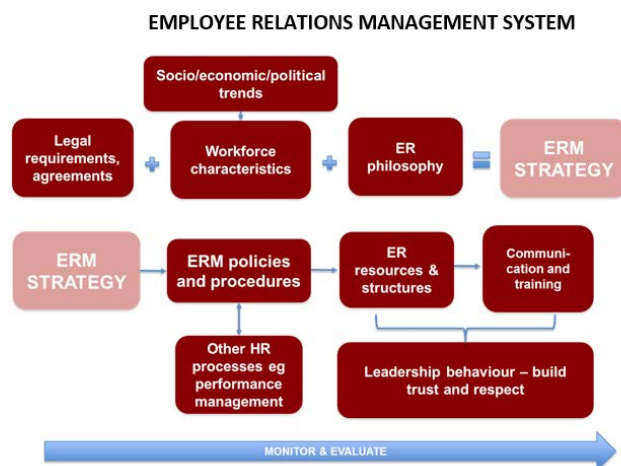 EMPLOYEE RELATIONS MANAGEMENT SYSTEM
Socio/economic/political
trends
Legal
requirements,
agreements
+
Workforce
characteristics
+
ER
philosophy
=
ERM
STRATEGY
ERM
STRATEGY
ERM policies
and procedures
ER
resources &
structures
Communi-
cation and
training
Other HR
processes eg
performance
management
Leadership behaviour – build
trust and respect
MONITOR & EVALUATE